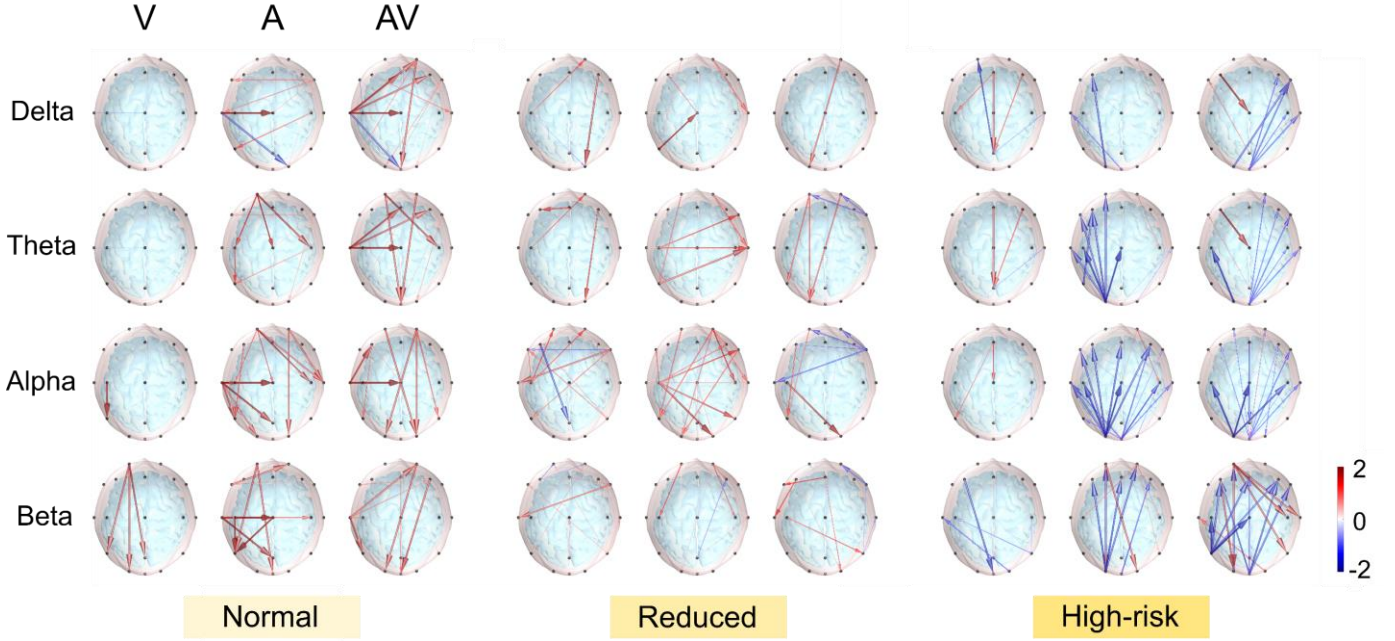 V A AV
Delta
Theta
Alpha
Beta
2
0
-2
Normal Reduced High-risk